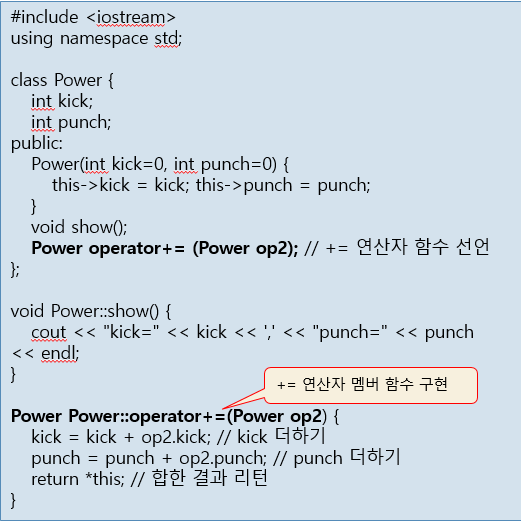 #include <iostream>
using namespace std;
class Power {
int kick;
int punch;
public:
Power(int kick=0, int punch=0) {
this->kick = kick; this->punch = punch;
}
void show();
Power operator+= (Power op2); // += 연산자 함수 선언
};
void Power::show() {
cout << "kick=" << kick << ',' << "punch=" << punch
<< endl;
}
+= 연산자 멤버 함수 구현
Power Power::operator+=(Power op2) {
kick = kick + op2.kick; // kick 더하기
punch = punch + op2.punch; // punch 더하기
return *this; // 합한 결과 리턴
}